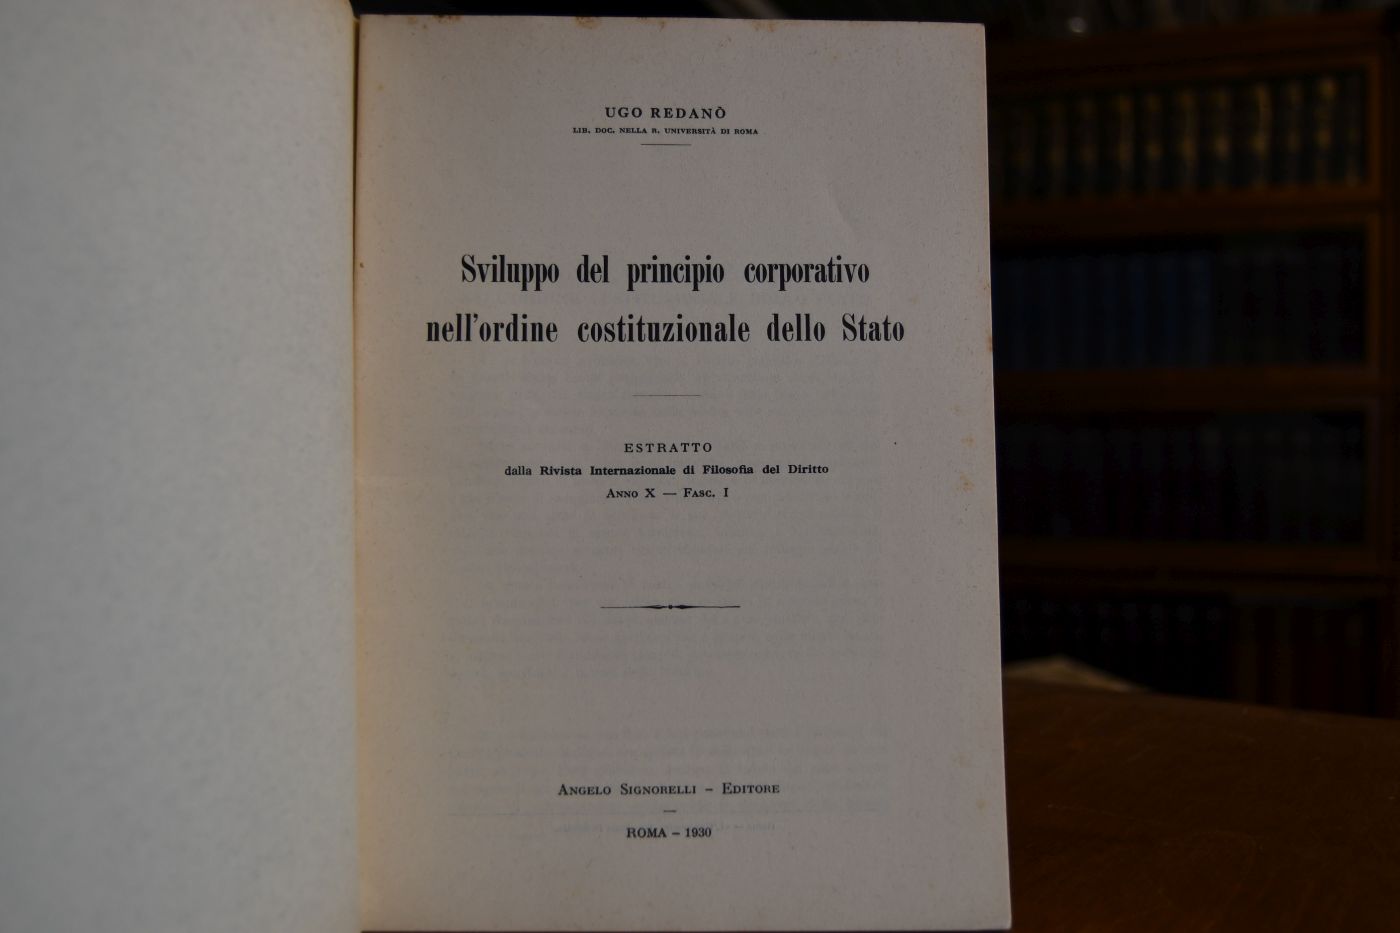 UGO REDANÒ
LIB. DOC. NELLA R. UNIVERSITÀ DI ROMA
Sviluppo del principio corporativo
nell'ordine costituzionale dello Stato
ESTRATTO
dalla Rivista Internazionale di Filosofia del Diritto
ANNO X — FASC. I
ANGELO SIGNORELLI – EDITORE
ROMA – 1930